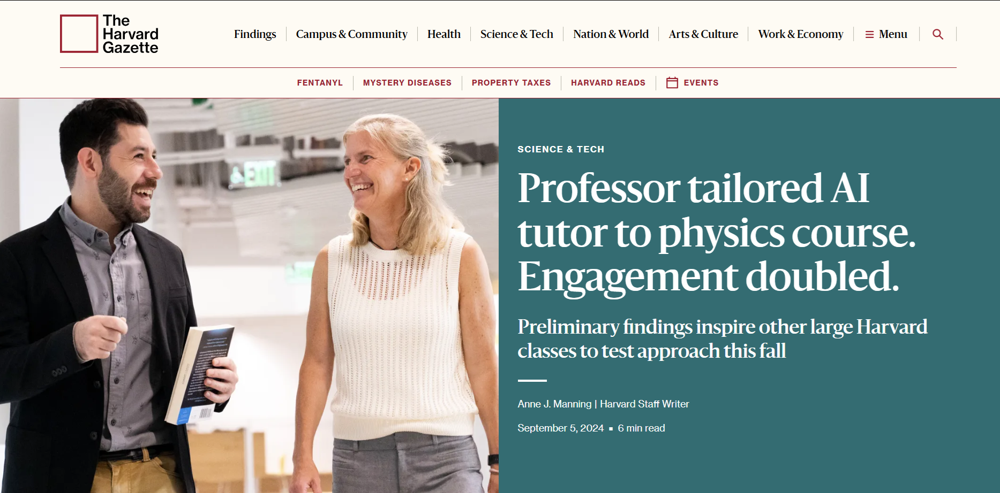 The
Harvard
Gazette
Findings
Campus & Community
Health
Science & Tech
Nation & World
Arts & Culture
Work & Economy
Menu
FENTANYL
MYSTERY DISEASES
PROPERTY TAXES
HARVARD READS
EVENTS
EXIT
SCIENCE & TECH
Professor tailored AI
tutor to physics course.
Engagement doubled.
Preliminary findings inspire other large Harvard
classes to test approach this fall
Anne J. Manning | Harvard Staff Writer
September 5, 2024 ▪ 6 min read